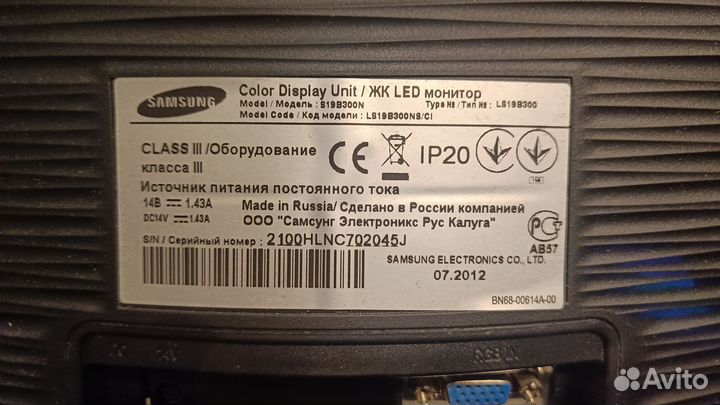 SAMSUNG
Color Display Unit / ЖК LED монитор
Model / Модель : S19B300N Type № / Тип № : LS19B300
Model Code / Код модели : LS19B300NS/CI
CLASS III /Оборудование
класса III
CE IP20
Источник питания постоянного тока
14В 1.43A
DC14V 1.43A
Made in Russia/ Сделано в России компанией
ООО "Самсунг Электроникс Рус Калуга"
S/N / Серийный номер : 2100HLNC702045J
АВ57
SAMSUNG ELECTRONICS CO., LTD.
07.2012
BN68-00614A-00
RGB IN
Avito